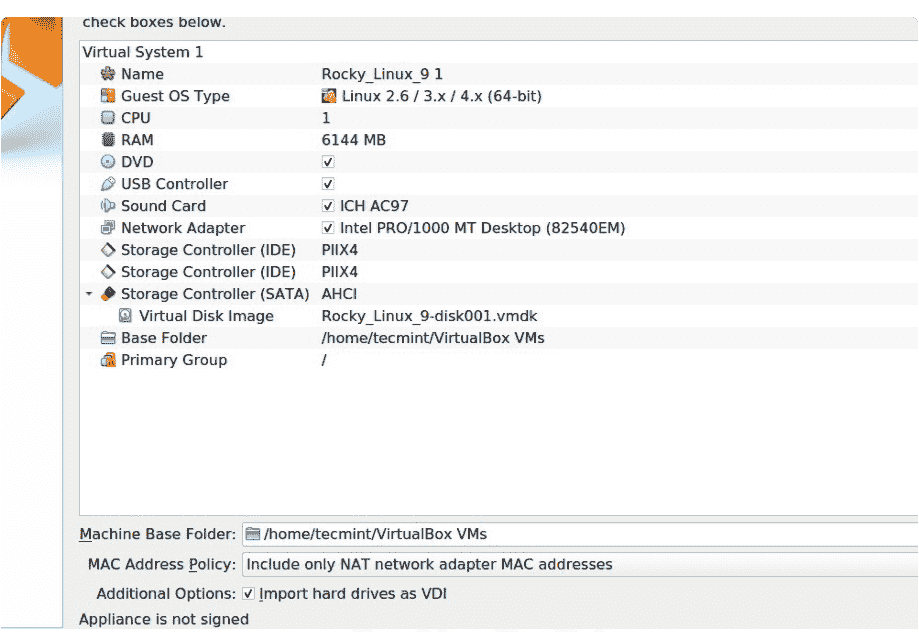 check boxes below.
Virtual System 1
Name Rocky_Linux_9 1
Guest OS Type Linux 2.6 / 3.x / 4.x (64-bit)
CPU 1
RAM 6144 MB
DVD
USB Controller
Sound Card ICH AC97
Network Adapter Intel PRO/1000 MT Desktop (82540EM)
Storage Controller (IDE) PIIX4
Storage Controller (IDE) PIIX4
Storage Controller (SATA) AHCI
Virtual Disk Image Rocky_Linux_9-disk001.vmdk
Base Folder /home/tecmint/VirtualBox VMs
Primary Group /
Machine Base Folder: /home/tecmint/VirtualBox VMs
MAC Address Policy: Include only NAT network adapter MAC addresses
Additional Options: Import hard drives as VDI
Appliance is not signed